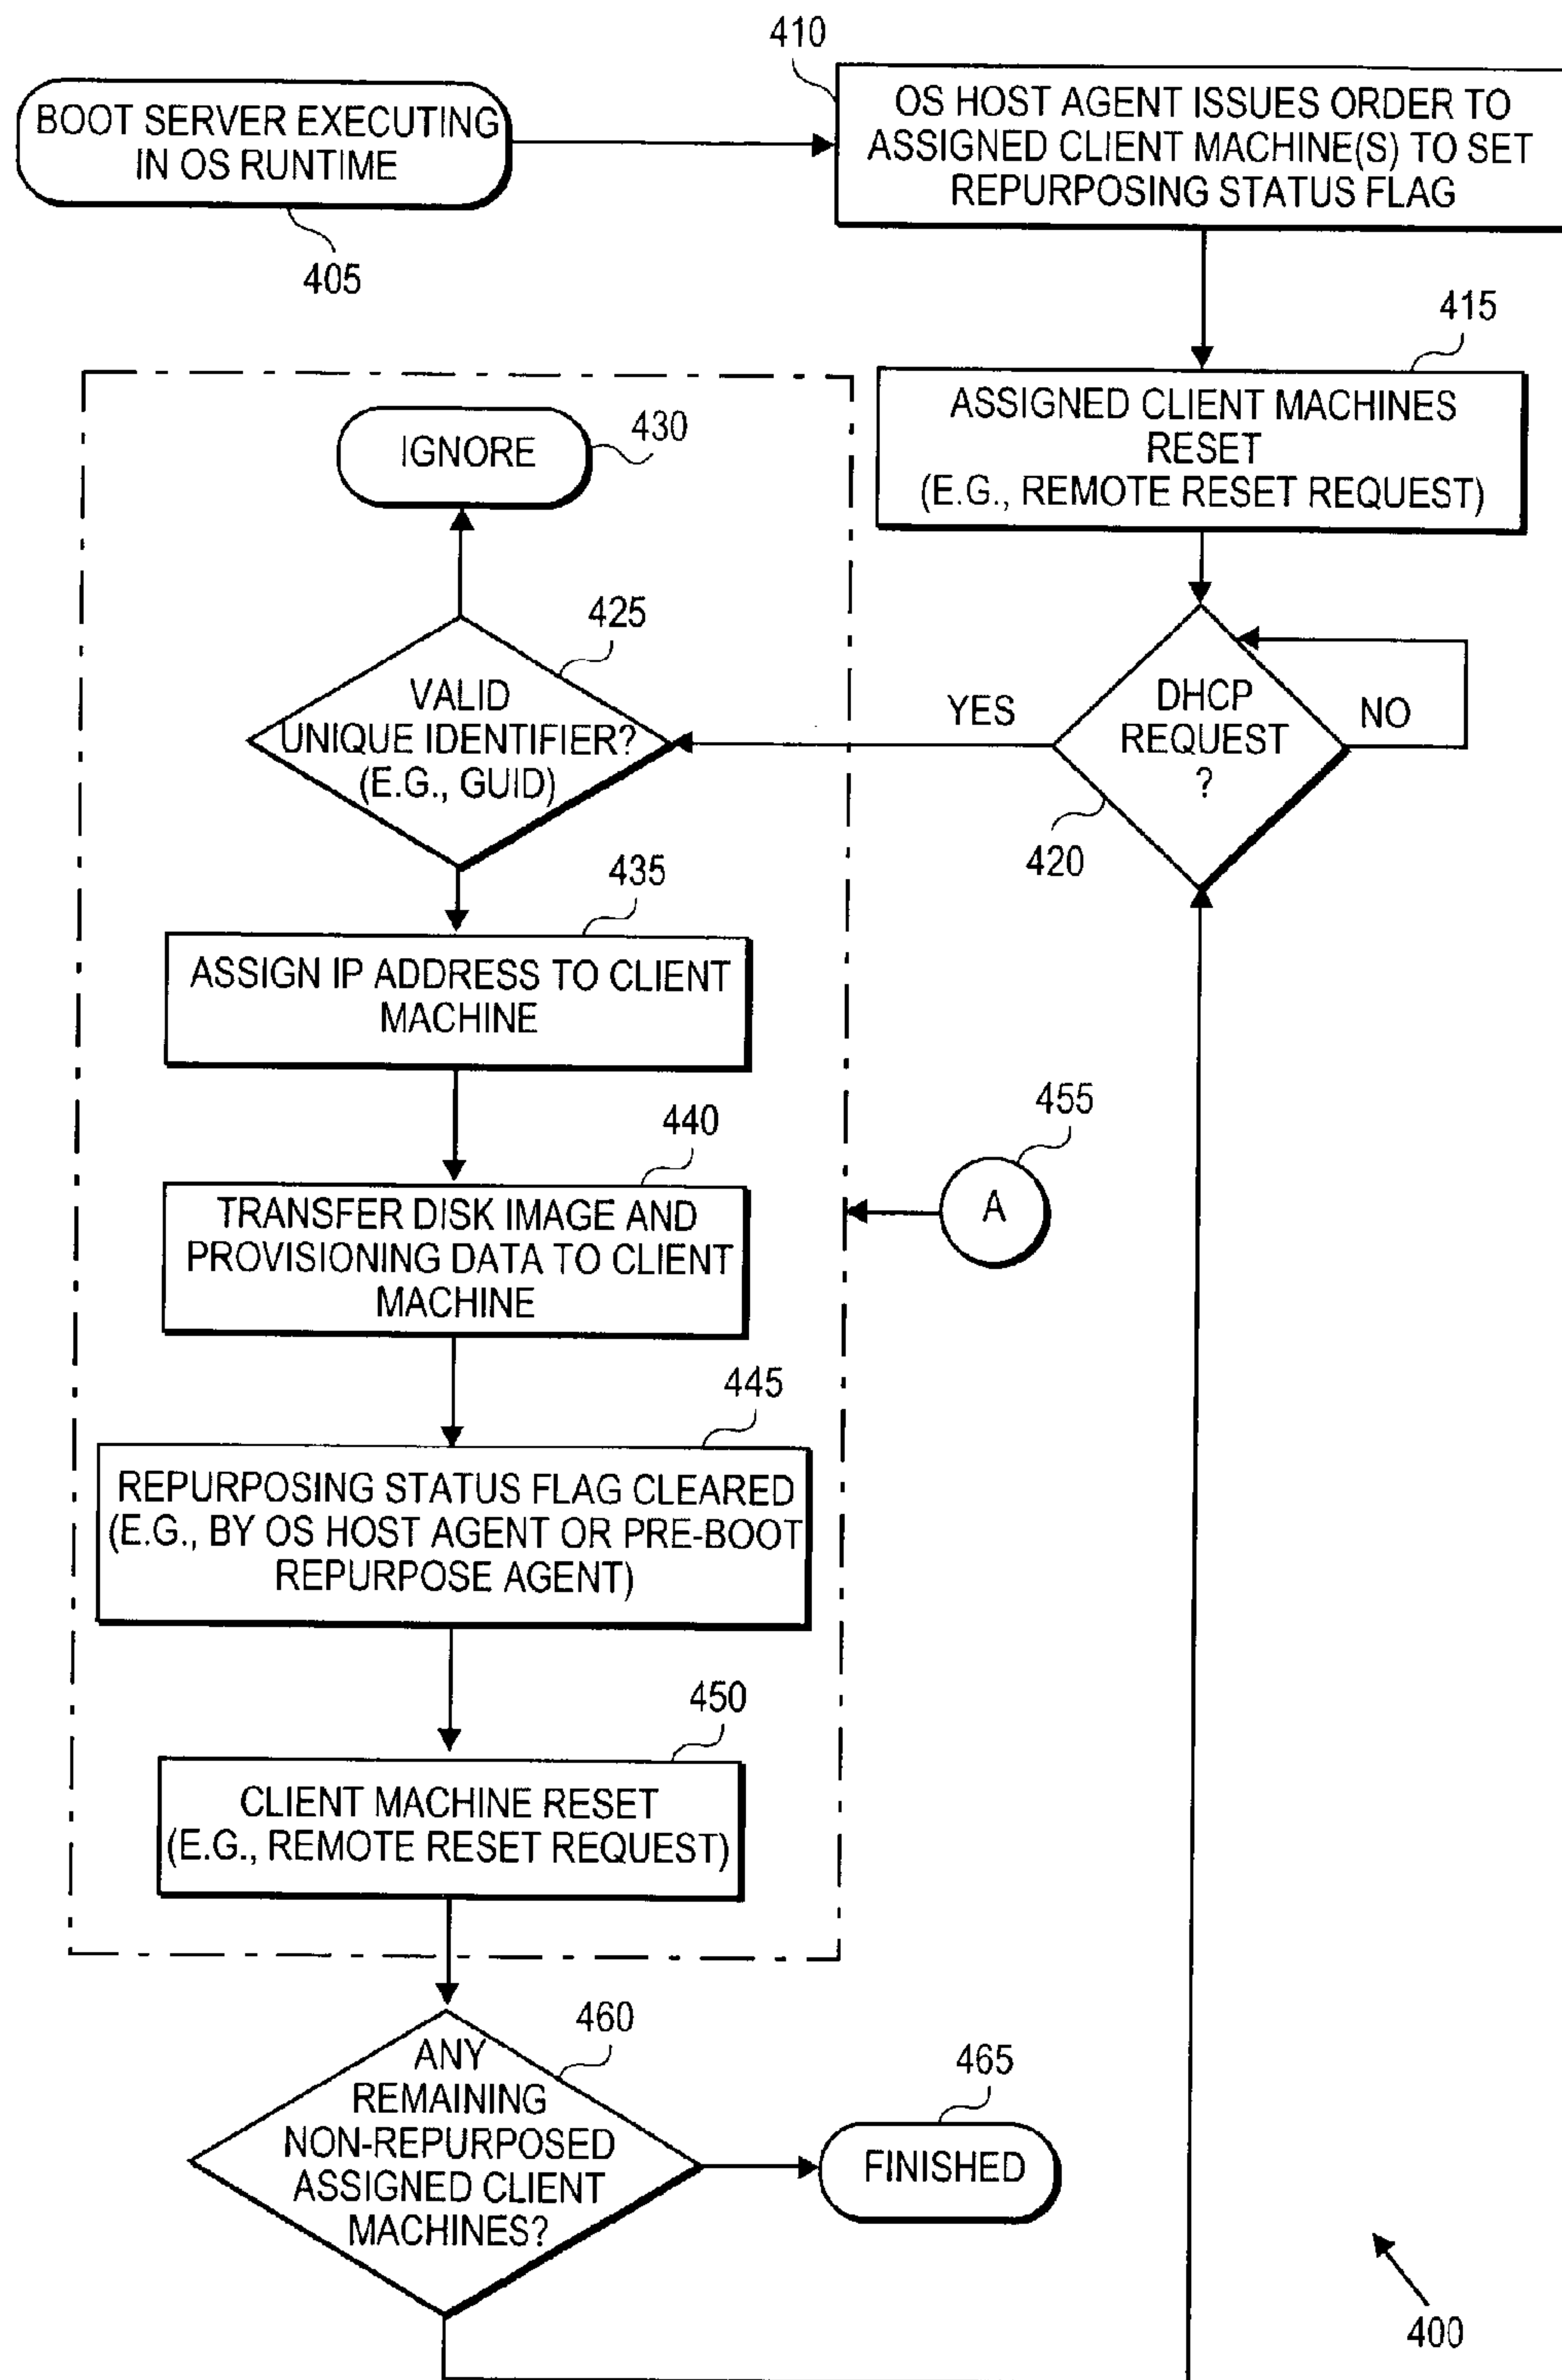 410
BOOT SERVER EXECUTING
IN OS RUNTIME
405
OS HOST AGENT ISSUES ORDER TO
ASSIGNED CLIENT MACHINE(S) TO SET
REPURPOSING STATUS FLAG
415
ASSIGNED CLIENT MACHINES
RESET
(E.G., REMOTE RESET REQUEST)
IGNORE
430
425
VALID
UNIQUE IDENTIFIER?
(E.G., GUID)
YES
DHCP
REQUEST
?
NO
420
435
ASSIGN IP ADDRESS TO CLIENT
MACHINE
440
TRANSFER DISK IMAGE AND
PROVISIONING DATA TO CLIENT
MACHINE
455
A
445
REPURPOSING STATUS FLAG CLEARED
(E.G., BY OS HOST AGENT OR PRE-BOOT
REPURPOSE AGENT)
450
CLIENT MACHINE RESET
(E.G., REMOTE RESET REQUEST)
460
ANY
REMAINING
NON-REPURPOSED
ASSIGNED CLIENT
MACHINES?
465
FINISHED
400